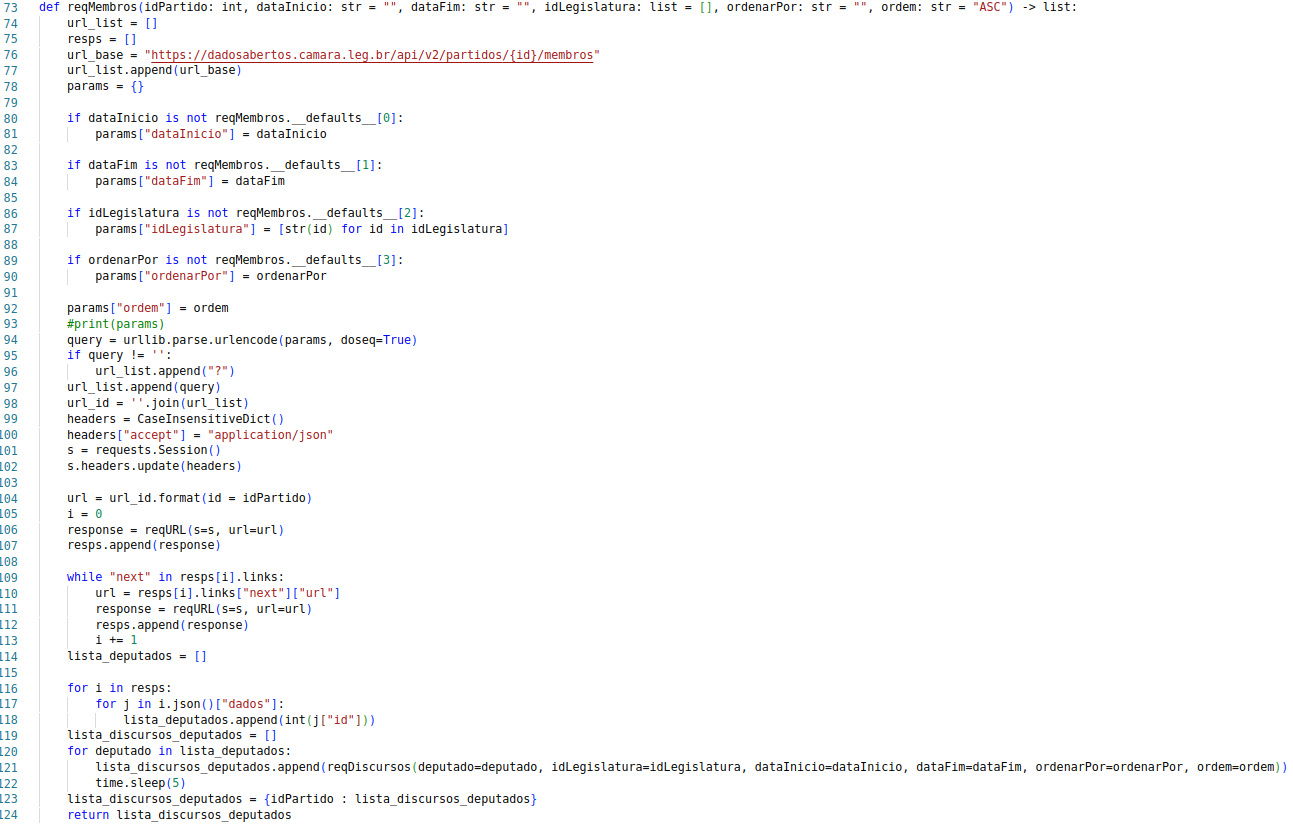 73 def reqMembros(idPartido: int, dataInicio: str = "", dataFim: str = "", idLegislatura: list = [], ordenarPor: str = "", ordem: str = "ASC") -> list:
74     url_list = []
75     resps = []
76     url_base = "https://dadosabertos.camara.leg.br/api/v2/partidos/{id}/membros"
77     url_list.append(url_base)
78     params = {}
79
80     if dataInicio is not reqMembros.__defaults__[0]:
81         params["dataInicio"] = dataInicio
82
83     if dataFim is not reqMembros.__defaults__[1]:
84         params["dataFim"] = dataFim
85
86     if idLegislatura is not reqMembros.__defaults__[2]:
87         params["idLegislatura"] = [str(id) for id in idLegislatura]
88
89     if ordenarPor is not reqMembros.__defaults__[3]:
90         params["ordenarPor"] = ordenarPor
91
92     params["ordem"] = ordem
93     #print(params)
94     query = urllib.parse.urlencode(params, doseq=True)
95     if query != '':
96         url_list.append("?")
97     url_list.append(query)
98     url_id = ''.join(url_list)
99     headers = CaseInsensitiveDict()
100     headers["accept"] = "application/json"
101     s = requests.Session()
102     s.headers.update(headers)
103
104     url = url_id.format(id = idPartido)
105     i = 0
106     response = reqURL(s=s, url=url)
107     resps.append(response)
108
109     while "next" in resps[i].links:
110         url = resps[i].links["next"]["url"]
111         response = reqURL(s=s, url=url)
112         resps.append(response)
113         i += 1
114     lista_deputados = []
115
116     for i in resps:
117         for j in i.json()["dados"]:
118             lista_deputados.append(int(j["id"]))
119     lista_discursos_deputados = []
120     for deputado in lista_deputados:
121         lista_discursos_deputados.append(reqDiscursos(deputado=deputado, idLegislatura=idLegislatura, dataInicio=dataInicio, dataFim=dataFim, ordenarPor=ordenarPor, ordem=ordem))
122         time.sleep(5)
123     lista_discursos_deputados = {idPartido : lista_discursos_deputados}
124     return lista_discursos_deputados